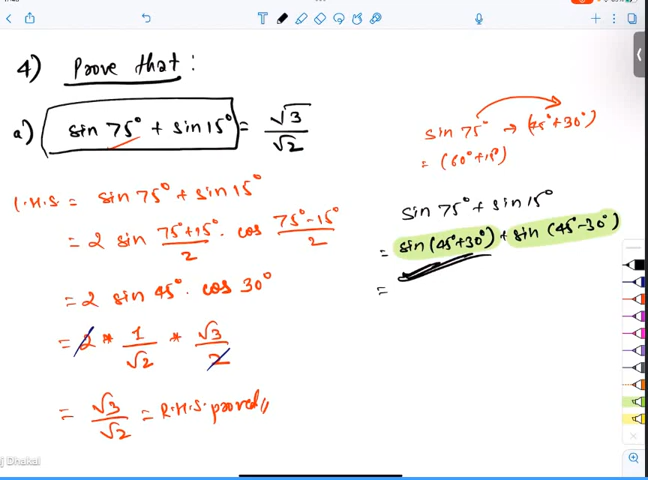 4) Prove that :
a) sin 75° + sin 15° = √3/√2
L.H.S = sin 75° + sin 15°
= 2 sin (75°+15°)/2 . cos (75°-15°)/2
= 2 sin 45° . cos 30°
= 2 * 1/√2 * √3/2
= √3/√2 = R.H.S. proved//
sin 75° → (45°+30°)
= (60°+15°)
sin 75° + sin 15°
= sin (45°+30°) + sin (45°-30°)
=
j Dhakal